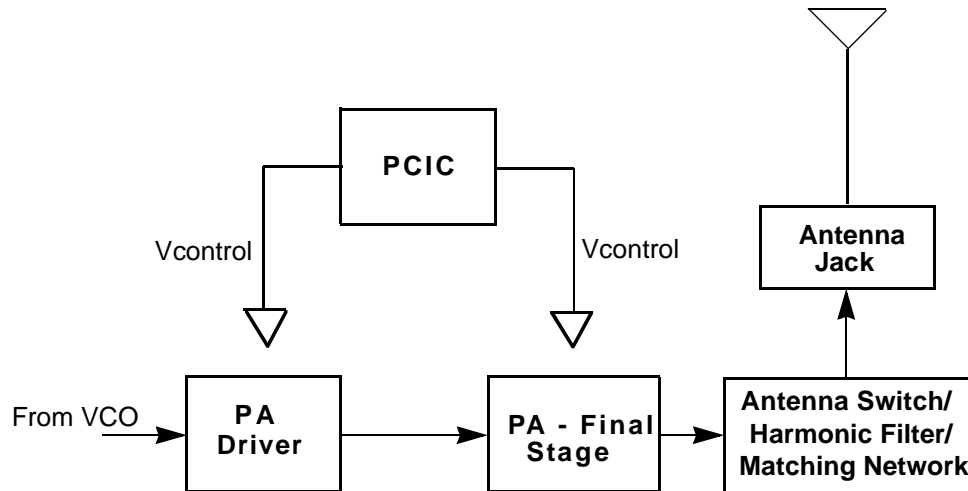 PCIC
Vcontrol
Vcontrol
Antenna
Jack
From VCO
PA
Driver
PA - Final
Stage
Antenna Switch/
Harmonic Filter/
Matching Network